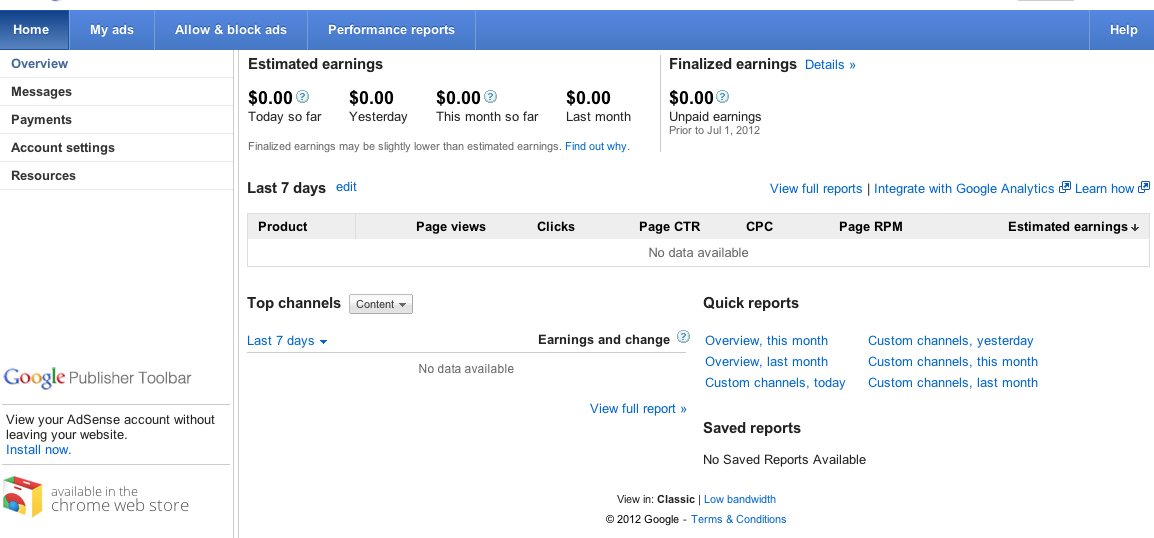 Home My ads Allow & block ads Performance reports Help
Overview
Messages
Payments
Account settings
Resources
Google Publisher Toolbar
View your AdSense account without
leaving your website.
Install now.
available in the
chrome web store
Estimated earnings
$0.00 ? $0.00 $0.00 ? $0.00
Today so far Yesterday This month so far Last month
Finalized earnings may be slightly lower than estimated earnings. Find out why.
Finalized earnings Details »
$0.00 ?
Unpaid earnings
Prior to Jul 1, 2012
Last 7 days edit View full reports | Integrate with Google Analytics Learn how
Product Page views Clicks Page CTR CPC Page RPM Estimated earnings ↓
No data available
Top channels Content
Last 7 days Earnings and change ?
No data available
View full report »
Quick reports
Overview, this month Custom channels, yesterday
Overview, last month Custom channels, this month
Custom channels, today Custom channels, last month
Saved reports
No Saved Reports Available
View in: Classic | Low bandwidth
© 2012 Google - Terms & Conditions